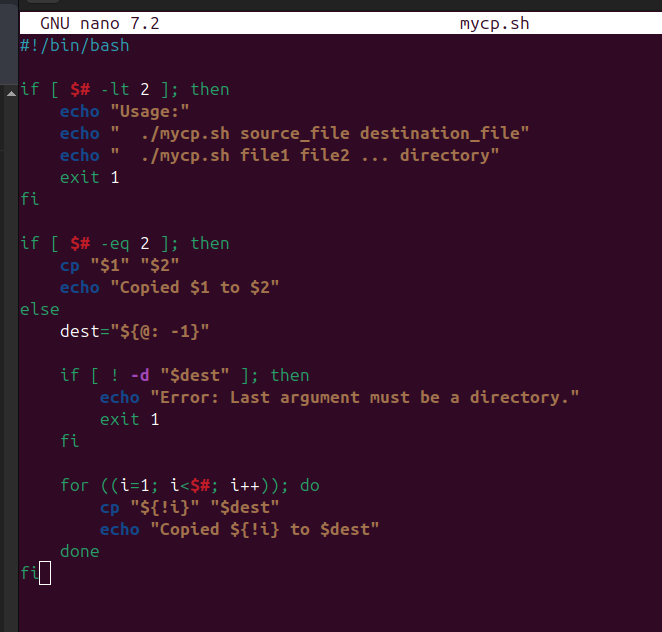 GNU nano 7.2 mycp.sh
#!/bin/bash
if [ $# -lt 2 ]; then
    echo "Usage:"
    echo "  ./mycp.sh source_file destination_file"
    echo "  ./mycp.sh file1 file2 ... directory"
    exit 1
fi
if [ $# -eq 2 ]; then
    cp "$1" "$2"
    echo "Copied $1 to $2"
else
    dest="${@: -1}"
    if [ ! -d "$dest" ]; then
        echo "Error: Last argument must be a directory."
        exit 1
    fi
    for ((i=1; i<$#; i++)); do
        cp "${!i}" "$dest"
        echo "Copied ${!i} to $dest"
    done
fi